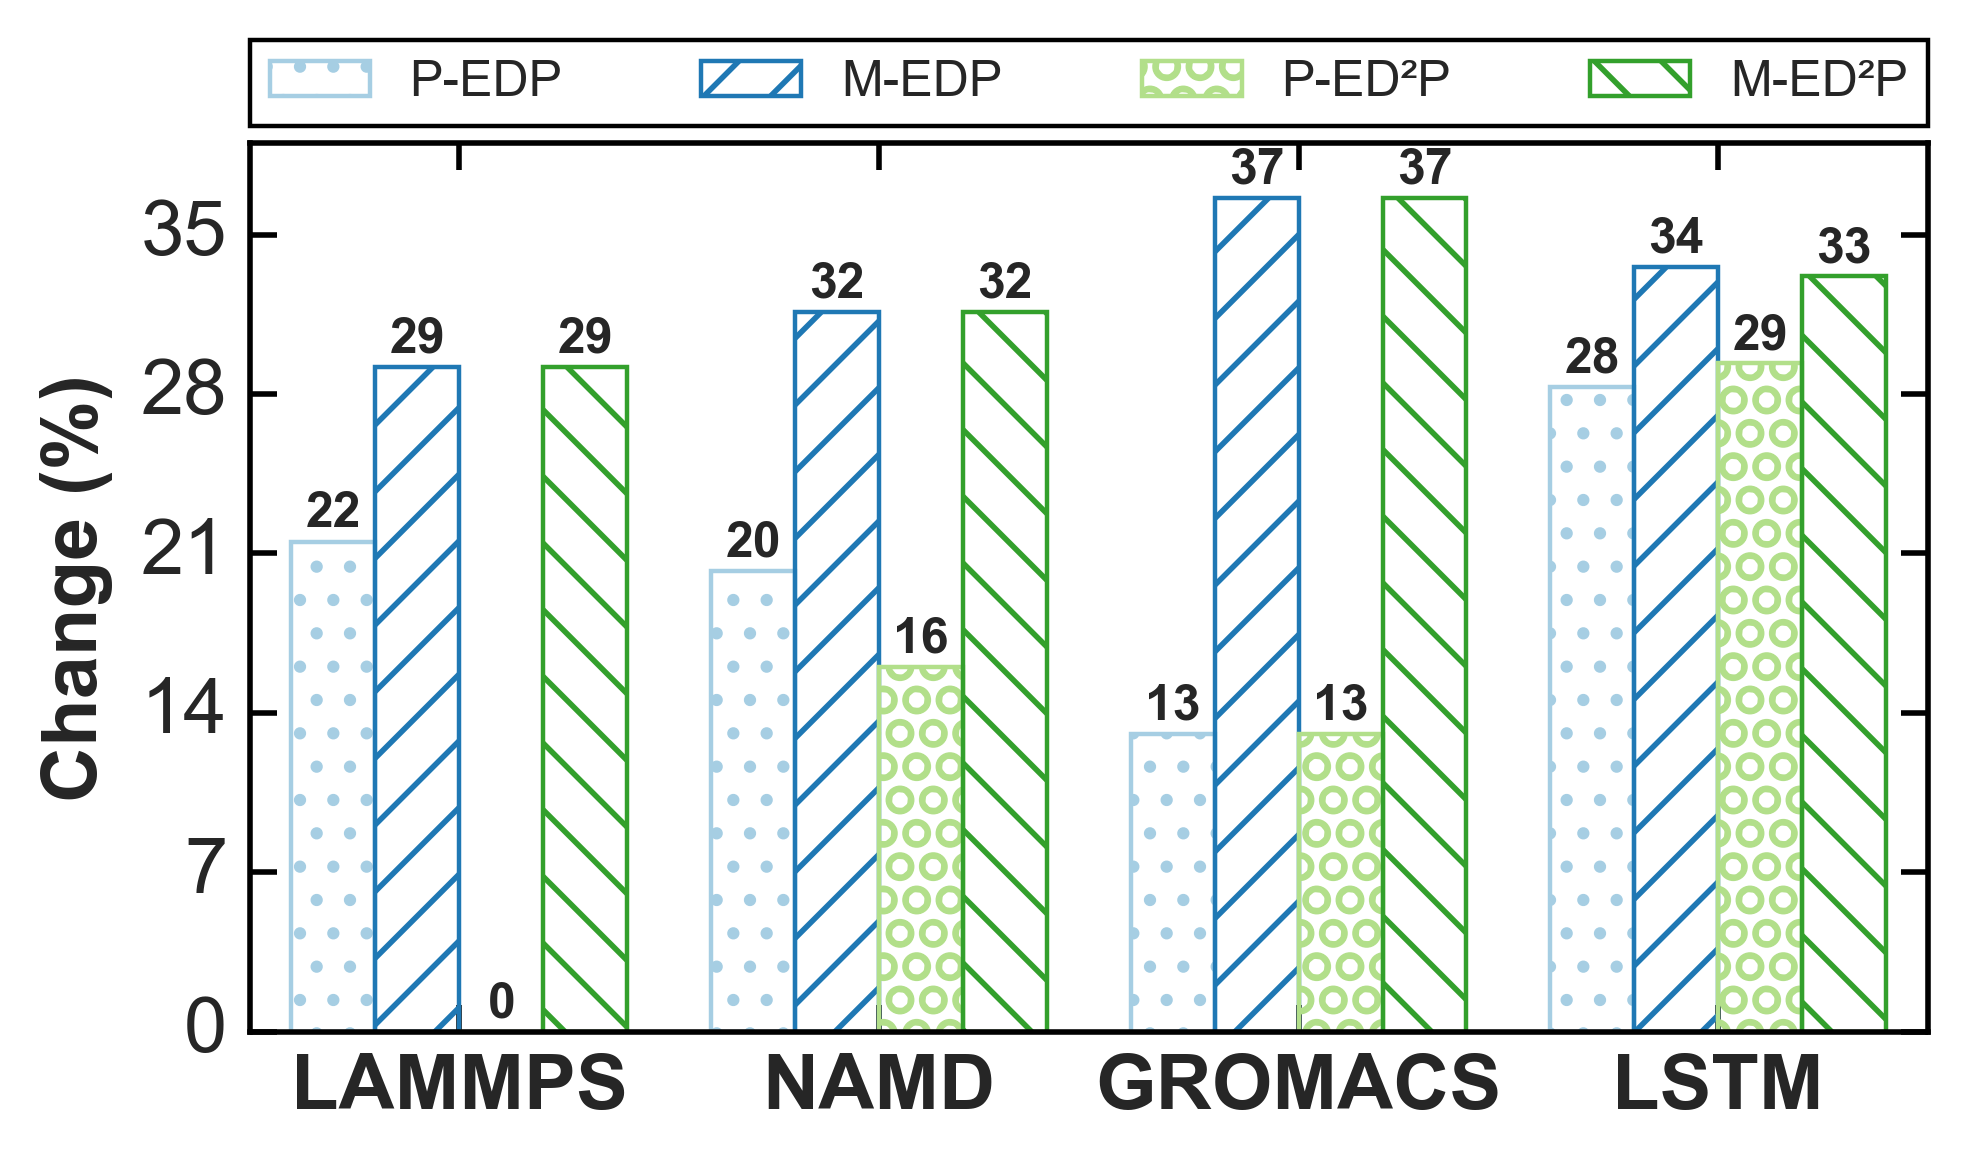 P-EDP M-EDP P-ED²P M-ED²P
Change (%)
35
28
21
14
7
0
22 29 0 29
20 32 16 32
13 37 13 37
28 34 29 33
LAMMPS NAMD GROMACS LSTM